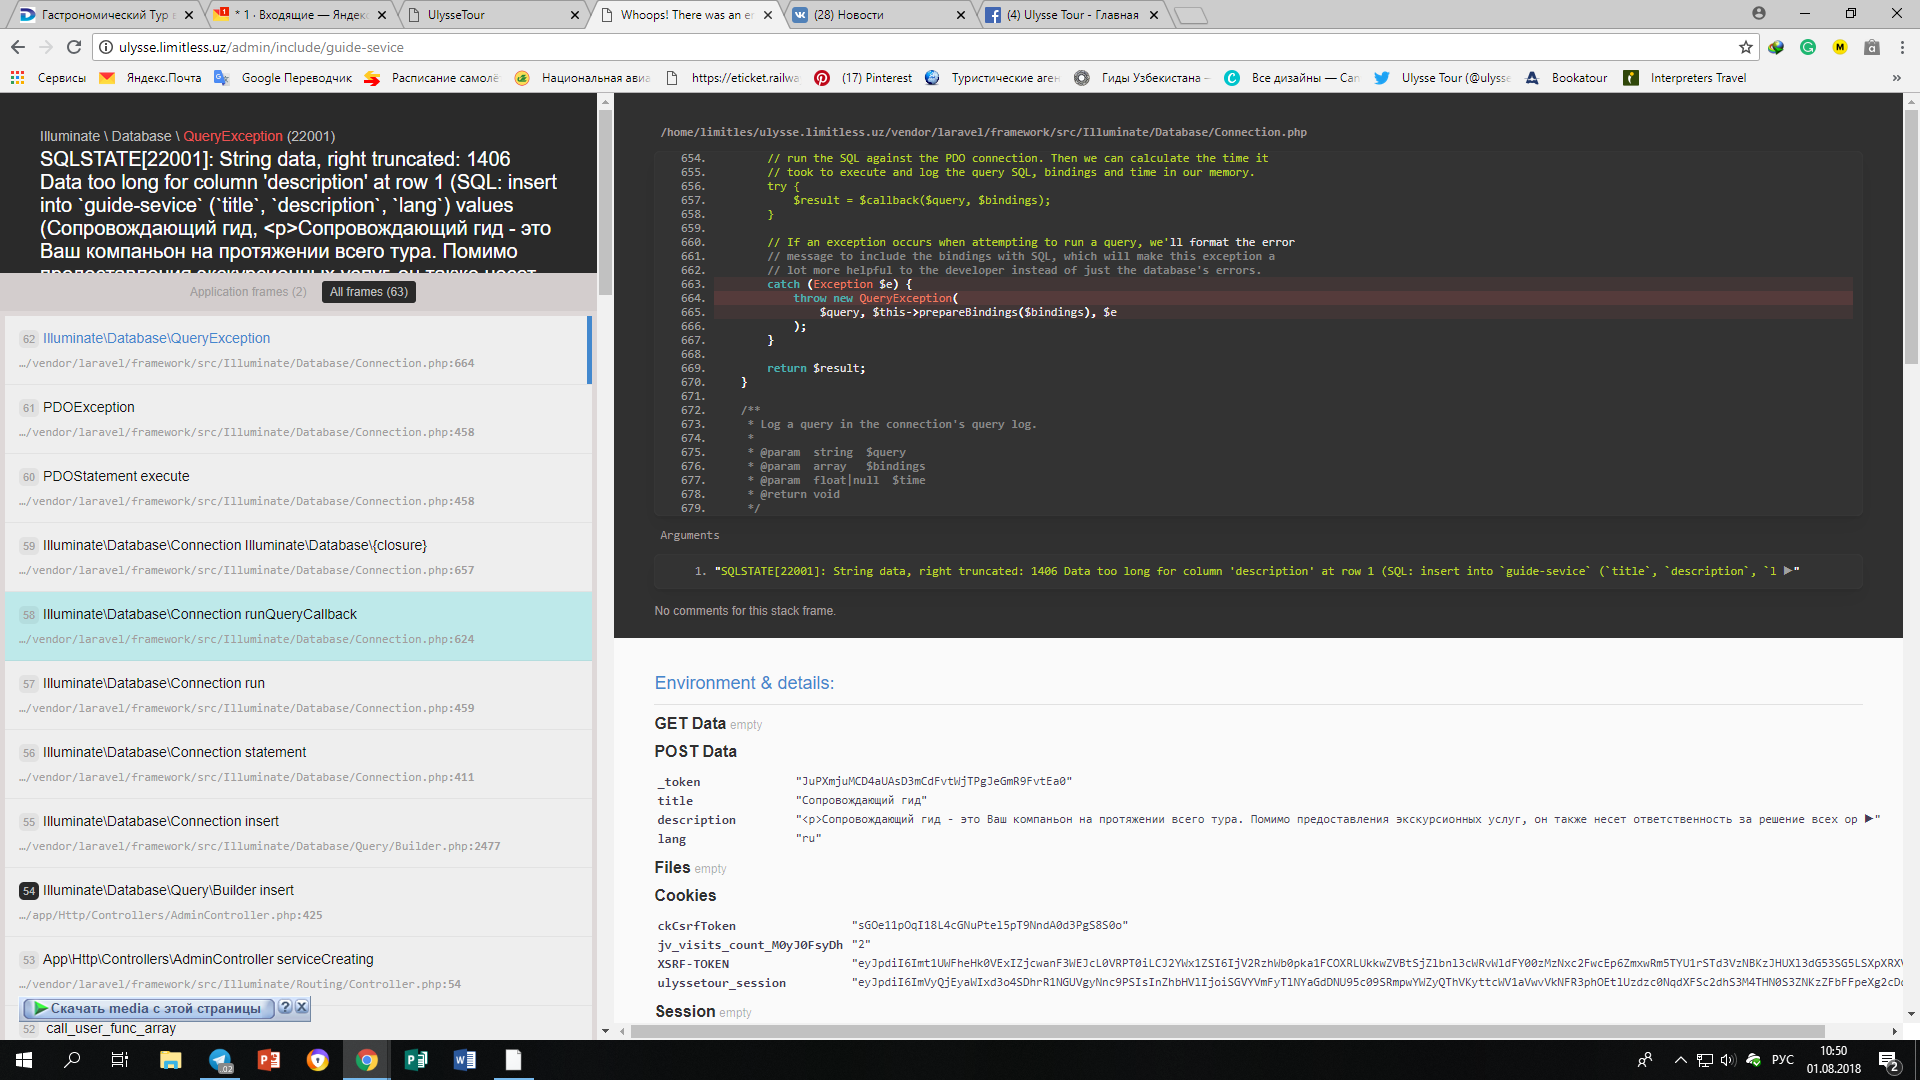 Гастрономический Тур
* 1 · Входящие — Яндекс
UlysseTour
Whoops! There was an er
(28) Новости
(4) Ulysse Tour - Главная
ulysse.limitless.uz/admin/include/guide-sevice
Сервисы
Яндекс.Почта
Google Переводчик
Расписание самолё
Национальная авиа
https://eticket.railwa
(17) Pinterest
Туристические аген
Гиды Узбекистана –
Все дизайны — Can
Ulysse Tour (@ulysse
Bookatour
Interpreters Travel
»
Illuminate \ Database \ QueryException (22001)
SQLSTATE[22001]: String data, right truncated: 1406
Data too long for column 'description' at row 1 (SQL: insert
into `guide-sevice` (`title`, `description`, `lang`) values
(Сопровождающий гид, <p>Сопровождающий гид - это
Ваш компаньон на протяжении всего тура. Помимо
предоставления экскурсионных услуг, он также несет
Application frames (2)
All frames (63)
62 Illuminate\Database\QueryException
…/vendor/laravel/framework/src/Illuminate/Database/Connection.php:664
61 PDOException
…/vendor/laravel/framework/src/Illuminate/Database/Connection.php:458
60 PDOStatement execute
…/vendor/laravel/framework/src/Illuminate/Database/Connection.php:458
59 Illuminate\Database\Connection Illuminate\Database\{closure}
…/vendor/laravel/framework/src/Illuminate/Database/Connection.php:657
58 Illuminate\Database\Connection runQueryCallback
…/vendor/laravel/framework/src/Illuminate/Database/Connection.php:624
57 Illuminate\Database\Connection run
…/vendor/laravel/framework/src/Illuminate/Database/Connection.php:459
56 Illuminate\Database\Connection statement
…/vendor/laravel/framework/src/Illuminate/Database/Connection.php:411
55 Illuminate\Database\Connection insert
…/vendor/laravel/framework/src/Illuminate/Database/Query/Builder.php:2477
54 Illuminate\Database\Query\Builder insert
…/app/Http/Controllers/AdminController.php:425
53 App\Http\Controllers\AdminController serviceCreating
…/vendor/laravel/framework/src/Illuminate/Routing/Controller.php:54
Скачать media с этой страницы ? X
52 call_user_func_array
/home/limitles/ulysse.limitless.uz/vendor/laravel/framework/src/Illuminate/Database/Connection.php
654. // run the SQL against the PDO connection. Then we can calculate the time it
655. // took to execute and log the query SQL, bindings and time in our memory.
656. try {
657. $result = $callback($query, $bindings);
658. }
659.
660. // If an exception occurs when attempting to run a query, we'll format the error
661. // message to include the bindings with SQL, which will make this exception a
662. // lot more helpful to the developer instead of just the database's errors.
663. catch (Exception $e) {
664. throw new QueryException(
665. $query, $this->prepareBindings($bindings), $e
666. );
667. }
668.
669. return $result;
670. }
671.
672. /**
673. * Log a query in the connection's query log.
674. *
675. * @param string $query
676. * @param array $bindings
677. * @param float|null $time
678. * @return void
679. */
Arguments
1. "SQLSTATE[22001]: String data, right truncated: 1406 Data too long for column 'description' at row 1 (SQL: insert into `guide-sevice` (`title`, `description`, `l ▶"
No comments for this stack frame.
Environment & details:
GET Data empty
POST Data
_token "JuPXmjuMCD4aUAsD3mCdFvtWjTPgJeGmR9FvtEa0"
title "Сопровождающий гид"
description "<p>Сопровождающий гид - это Ваш компаньон на протяжении всего тура. Помимо предоставления экскурсионных услуг, он также несет ответственность за решение всех ор ▶"
lang "ru"
Files empty
Cookies
ckCsrfToken "sGOe11pOqI18L4cGNuPtel5pT9NndA0d3PgS8S0o"
jv_visits_count_M0yJ0FsyDh "2"
XSRF-TOKEN
ulyssetour_session
Session empty
.02
РУС
10:50
01.08.2018
2